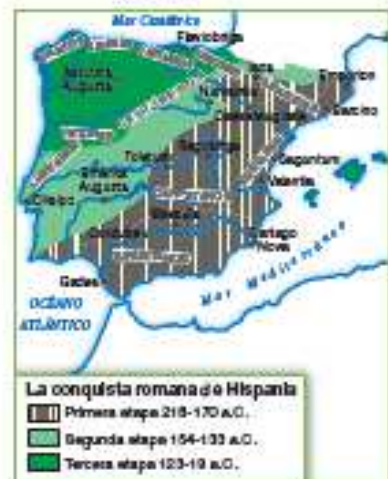 Mar Cantábrico
Flaviobriga
Emporion
Asturica
Augusta
Numantia
Barcino
Caesaraugusta
Segobriga
Toletum
Saguntum
Emerita
Augusta
Valentia
Olisipo
Corduba
Cartago
Nova
Gades
Mar Mediterráneo
OCÉANO
ATLÁNTICO
La conquista romana de Hispania
Primera etapa 218-170 a.C.
Segunda etapa 154-133 a.C.
Tercera etapa 123-19 a.C.